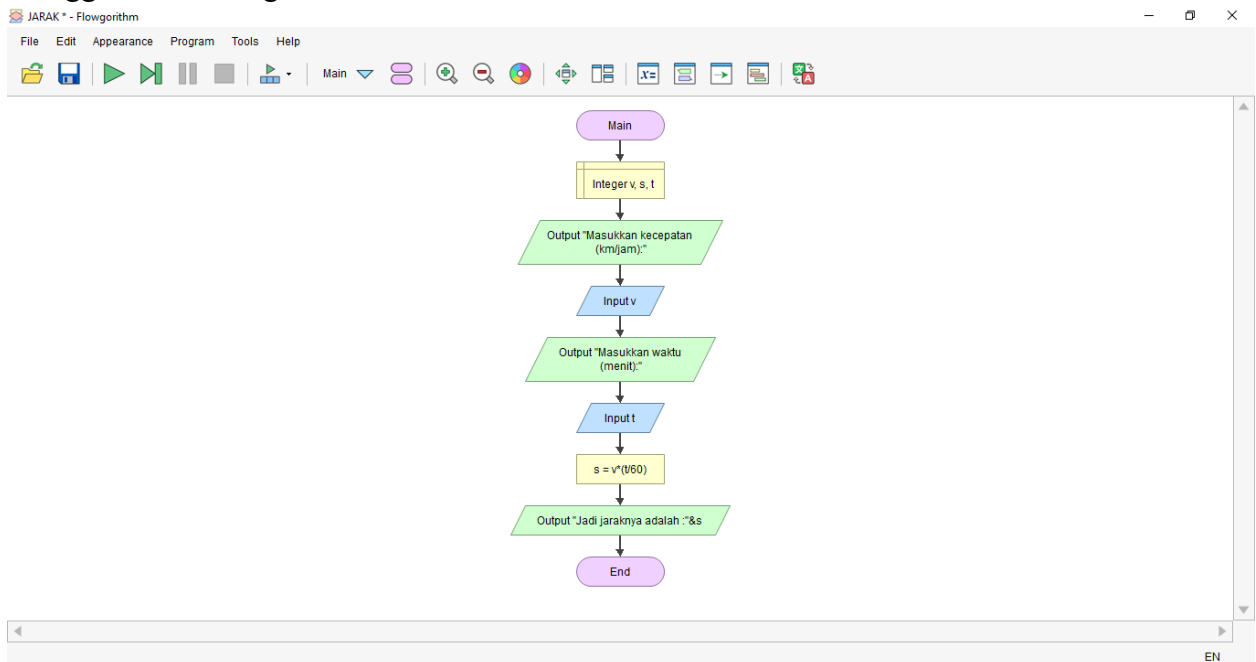 JARAK * - Flowgorithm
File Edit Appearance Program Tools Help
Main
x=
文
A
Main
Integer v, s, t
Output "Masukkan kecepatan
(km/jam):"
Input v
Output "Masukkan waktu
(menit):"
Input t
s = v*(t/60)
Output "Jadi jaraknya adalah :"&s
End
EN